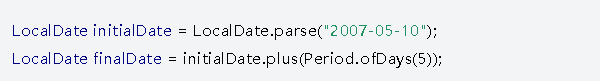 LocalDate initialDate = LocalDate.parse("2007-05-10");
LocalDate finalDate = initialDate.plus(Period.ofDays(5));